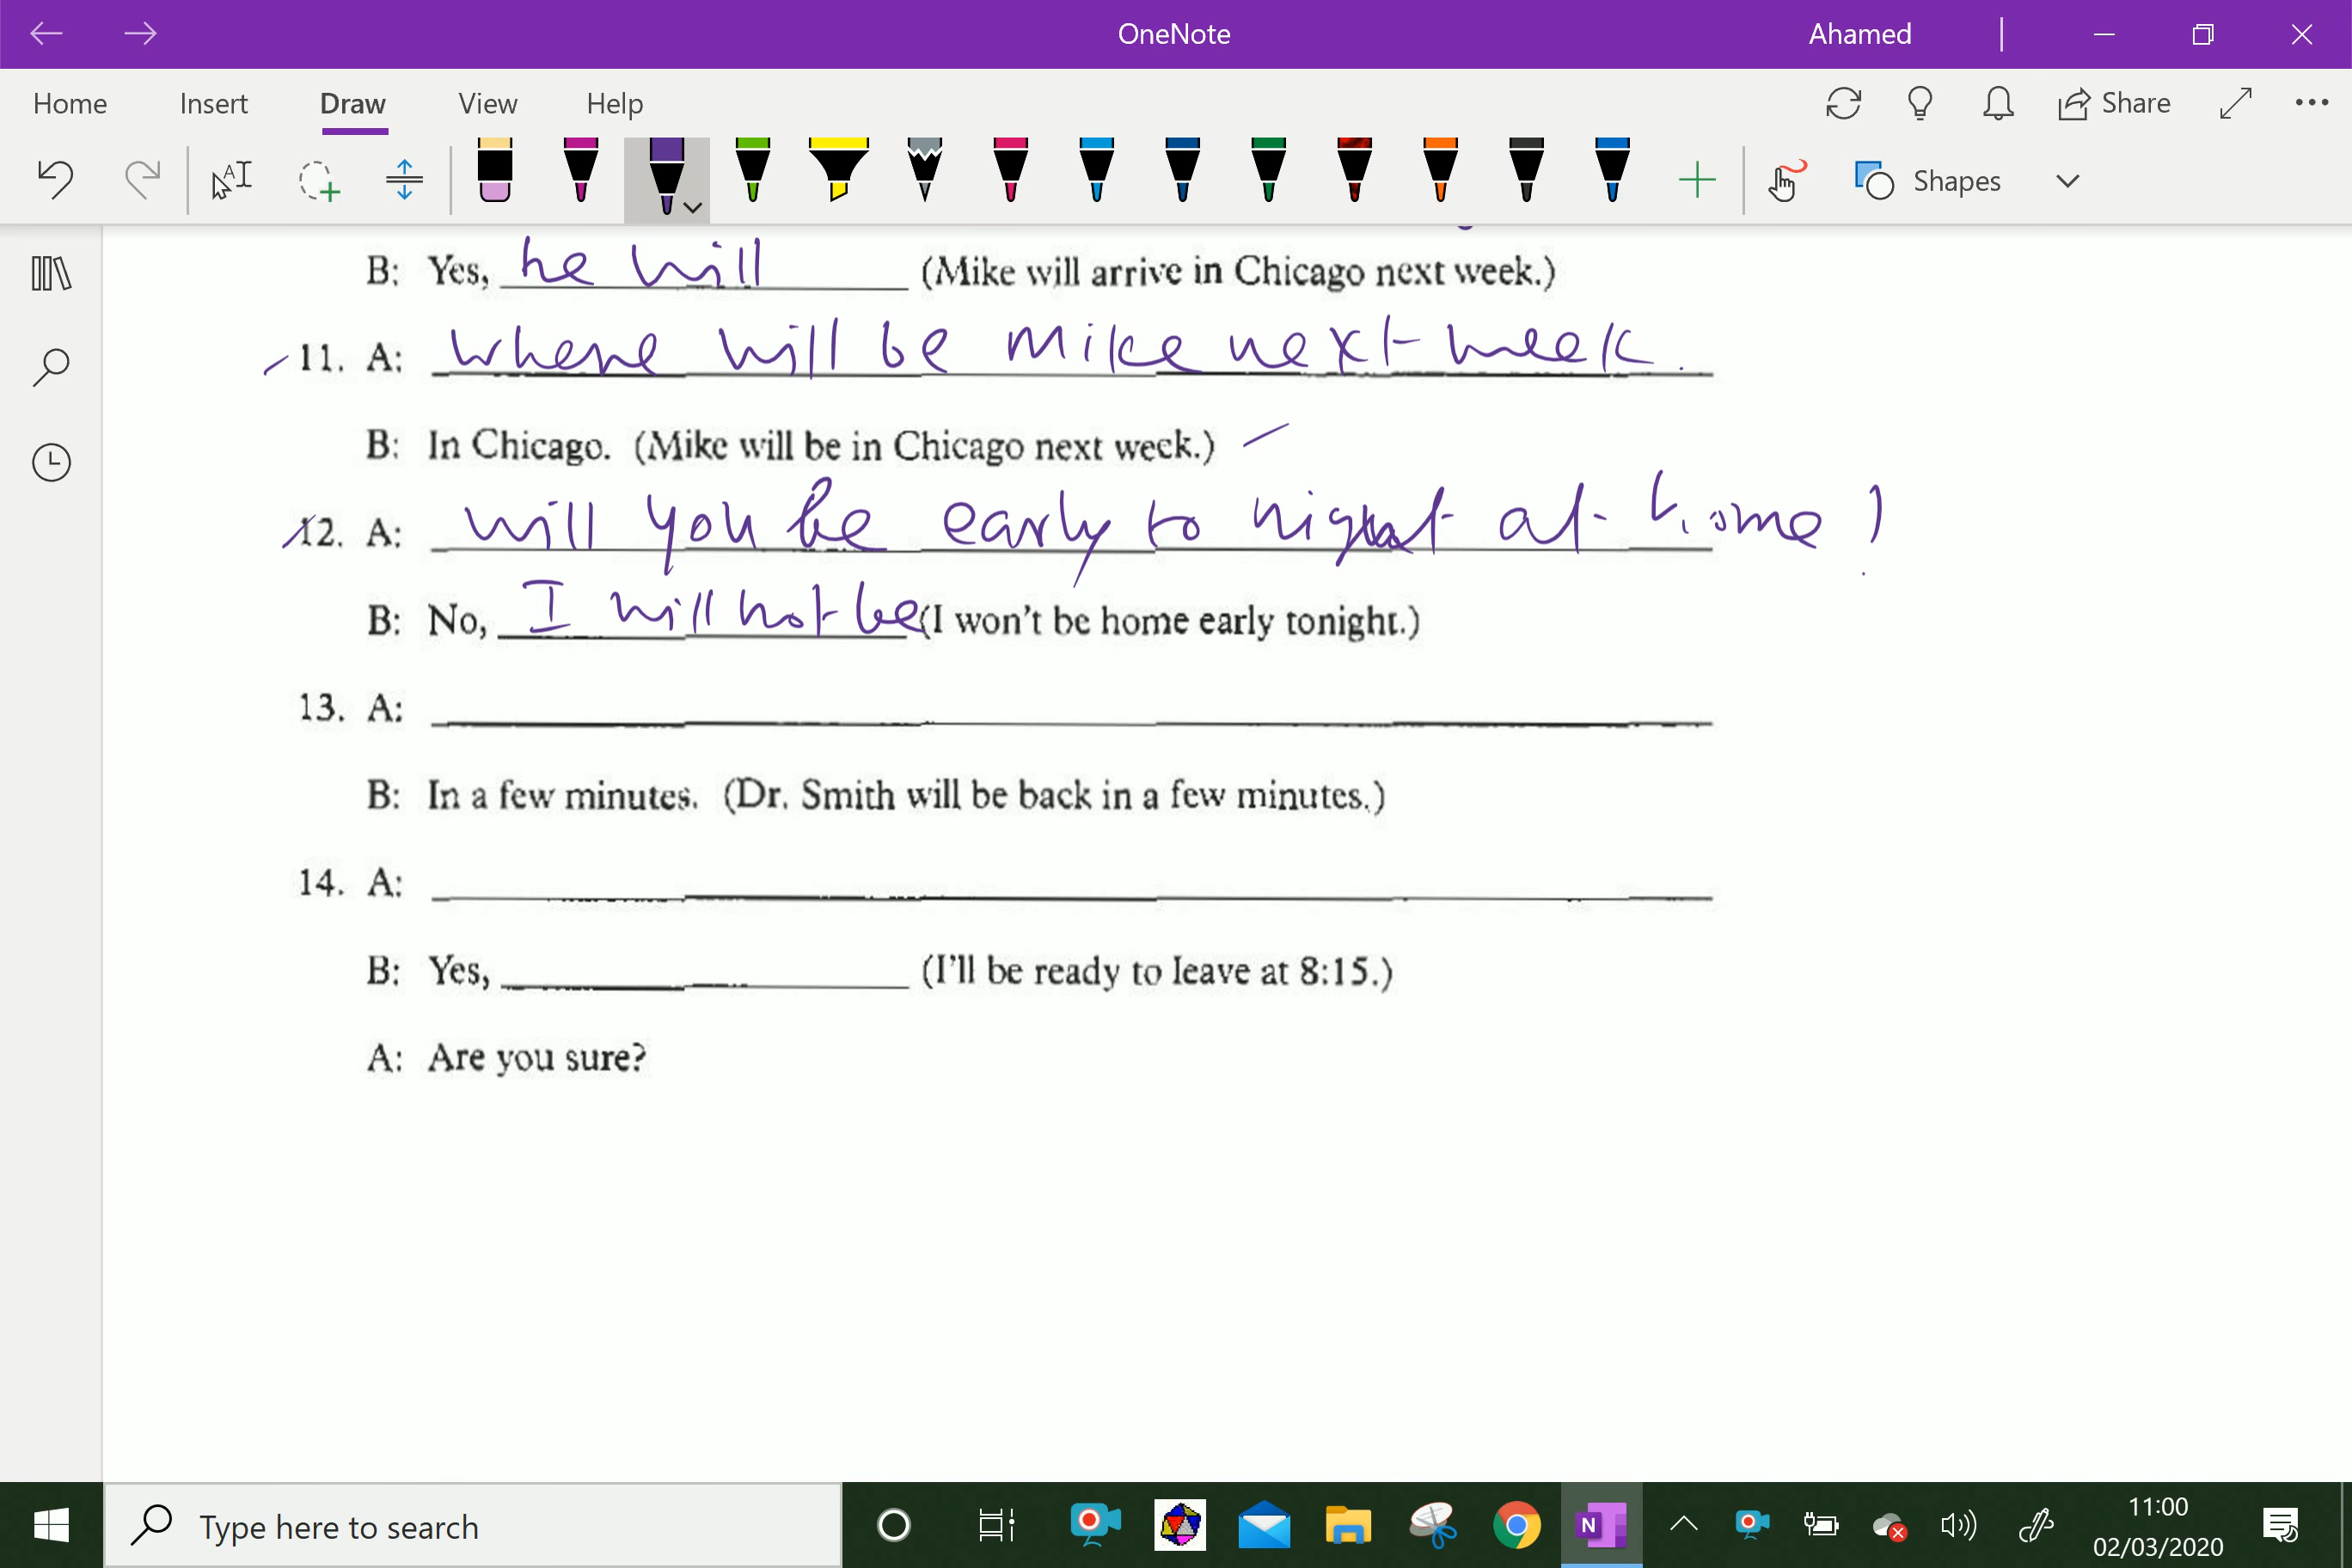 OneNote
Ahamed
Home Insert Draw View Help
Share
Shapes
B: Yes, he will (Mike will arrive in Chicago next week.)
11. A: where will be Mike next week.
B: In Chicago. (Mike will be in Chicago next week.)
12. A: will you be early to night at home?
B: No, I will not be (I won't be home early tonight.)
13. A:
B: In a few minutes. (Dr. Smith will be back in a few minutes.)
14. A:
B: Yes, (I'll be ready to leave at 8:15.)
A: Are you sure?
Type here to search
N
11:00
02/03/2020